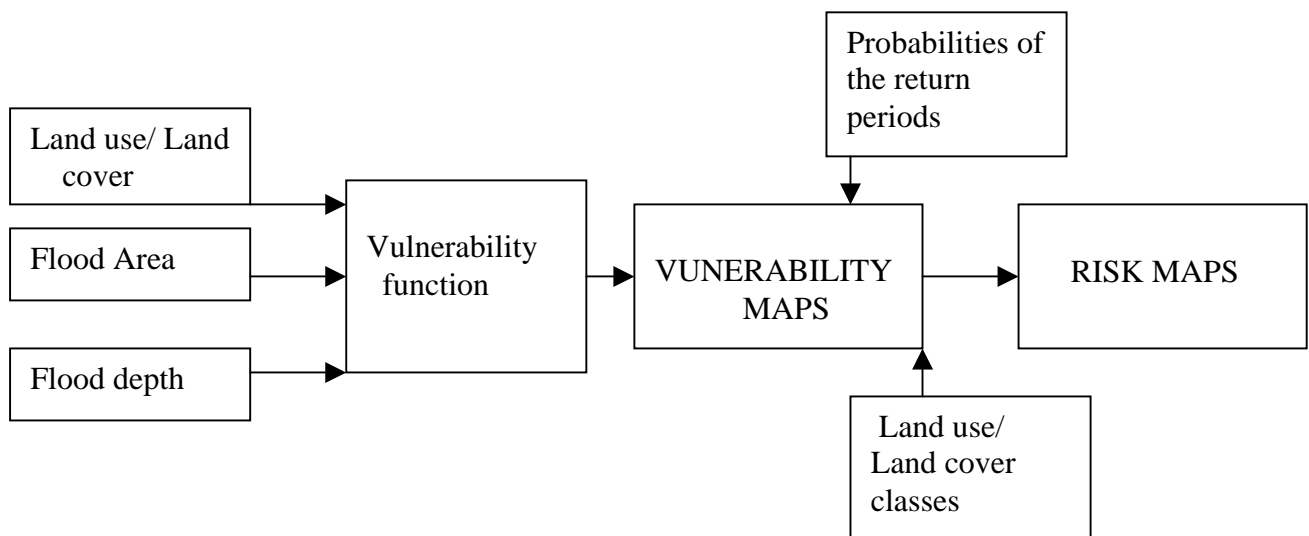 Probabilities of
the return
periods
Land use/ Land
cover
Flood Area
Flood depth
Vulnerability
function
VUNERABILITY
MAPS
RISK MAPS
Land use/
Land cover
classes